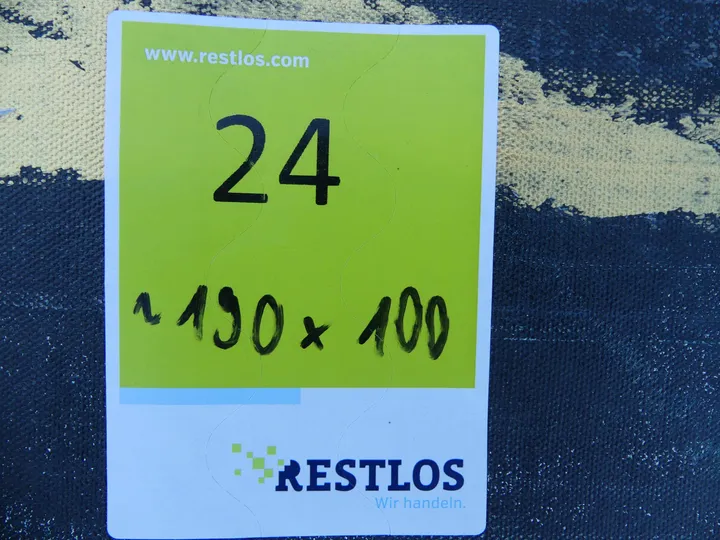 www.restlos.com
24
~190 x 100
RESTLOS
Wir handeln.